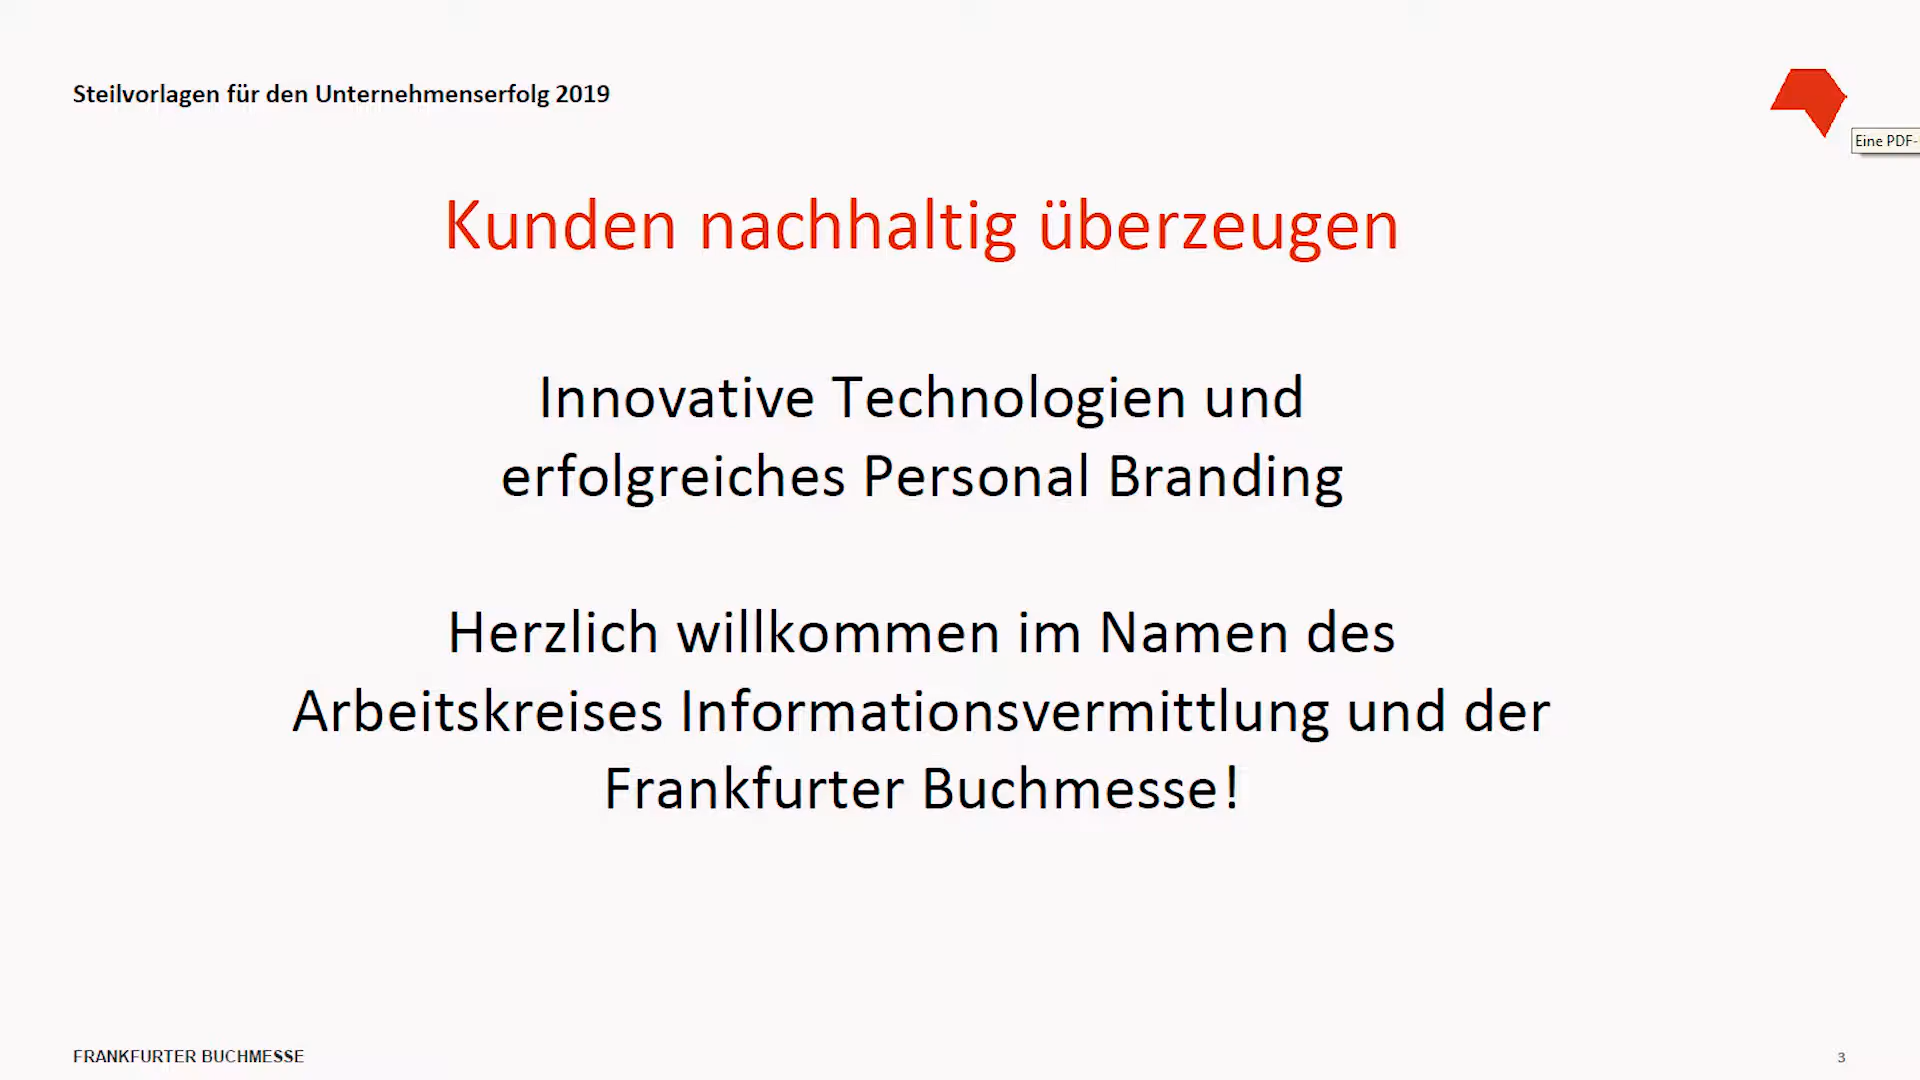 Steilvorlagen für den Unternehmenserfolg 2019
Eine PDF-
Kunden nachhaltig überzeugen
Innovative Technologien und
erfolgreiches Personal Branding
Herzlich willkommen im Namen des
Arbeitskreises Informationsvermittlung und der
Frankfurter Buchmesse!
FRANKFURTER BUCHMESSE
3